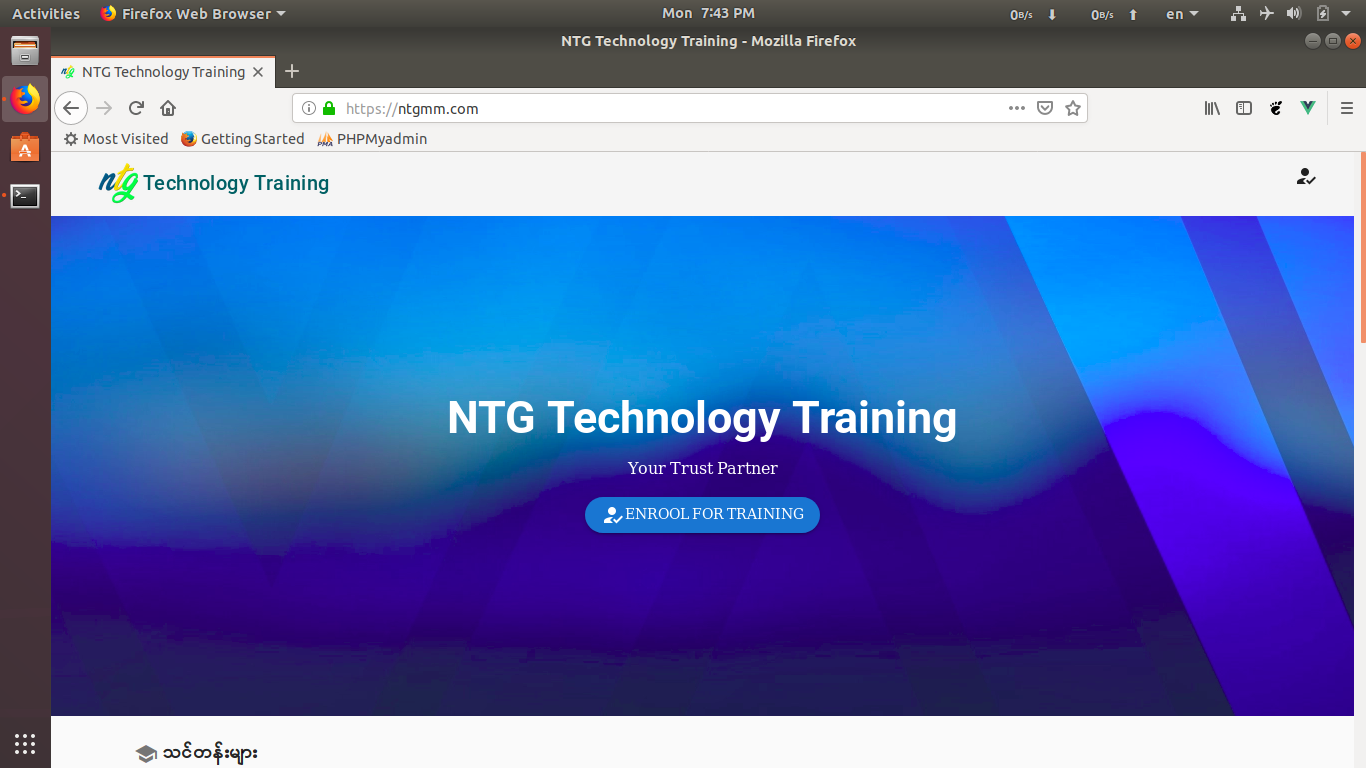 Activities Firefox Web Browser Mon 7:43 PM 0B/s 0B/s en
NTG Technology Training - Mozilla Firefox
NTG Technology Training
https://ntgmm.com
Most Visited Getting Started PHPMyadmin
ntg Technology Training
NTG Technology Training
Your Trust Partner
ENROOL FOR TRAINING
သင်တန်းများ